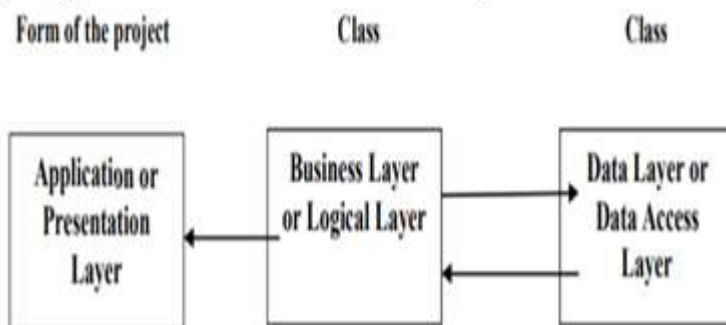 Form of the project
Class
Class
Application or
Presentation
Layer
Business Layer
or Logical Layer
Data Layer or
Data Access
Layer